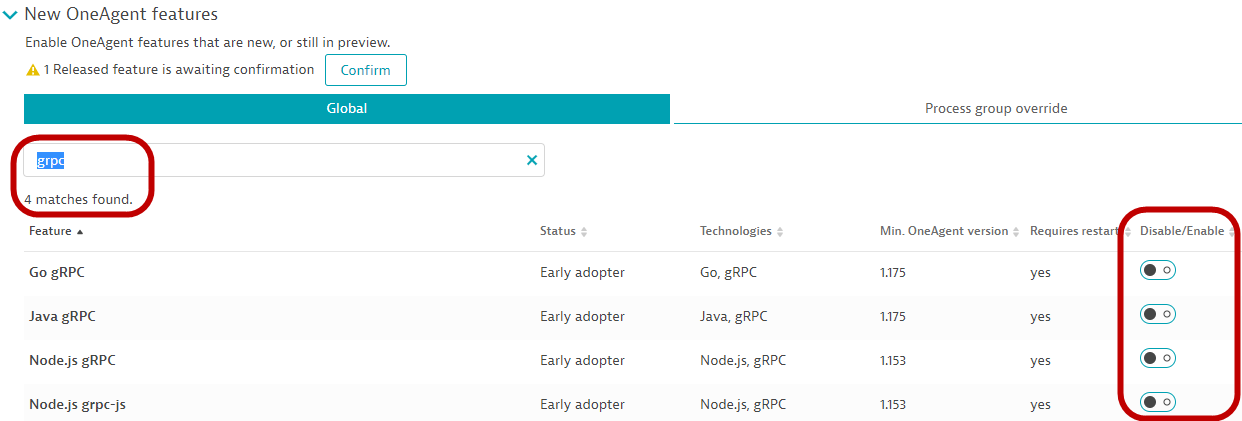 New OneAgent features
Enable OneAgent features that are new, or still in preview.
1 Released feature is awaiting confirmation Confirm
Global Process group override
grpc
4 matches found.
Feature Status Technologies Min. OneAgent version Requires restart Disable/Enable
Go gRPC Early adopter Go, gRPC 1.175 yes
Java gRPC Early adopter Java, gRPC 1.175 yes
Node.js gRPC Early adopter Node.js, gRPC 1.153 yes
Node.js grpc-js Early adopter Node.js, gRPC 1.153 yes